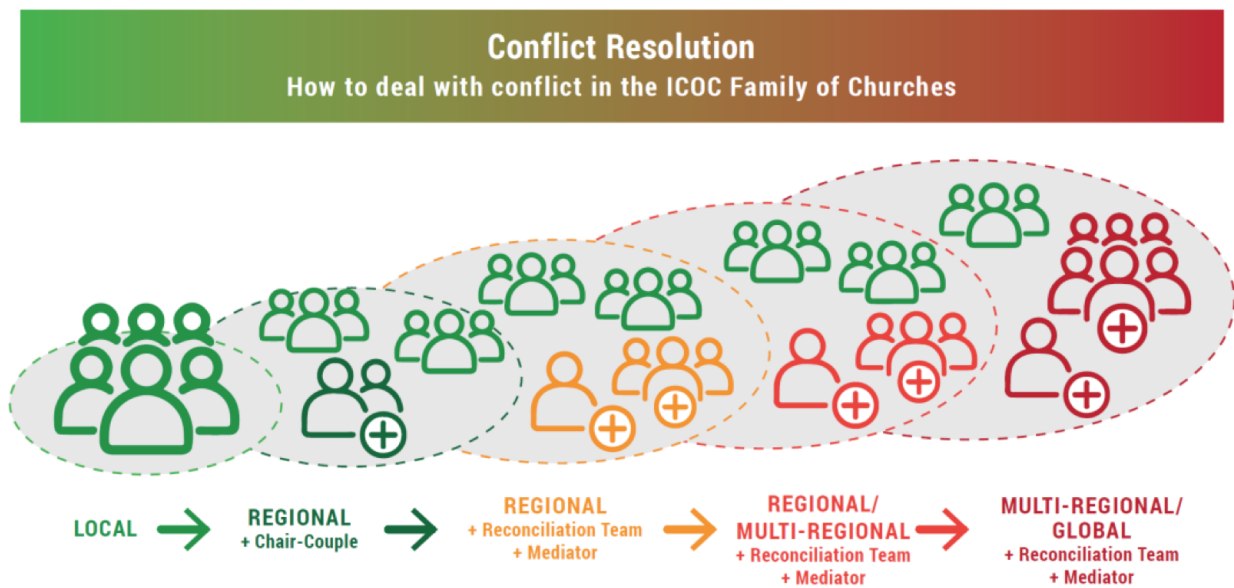 Conflict Resolution
How to deal with conflict in the ICOC Family of Churches
LOCAL
REGIONAL
+ Chair-Couple
REGIONAL
+ Reconciliation Team
+ Mediator
REGIONAL/
MULTI-REGIONAL
+ Reconciliation Team
+ Mediator
MULTI-REGIONAL/
GLOBAL
+ Reconciliation Team
+ Mediator